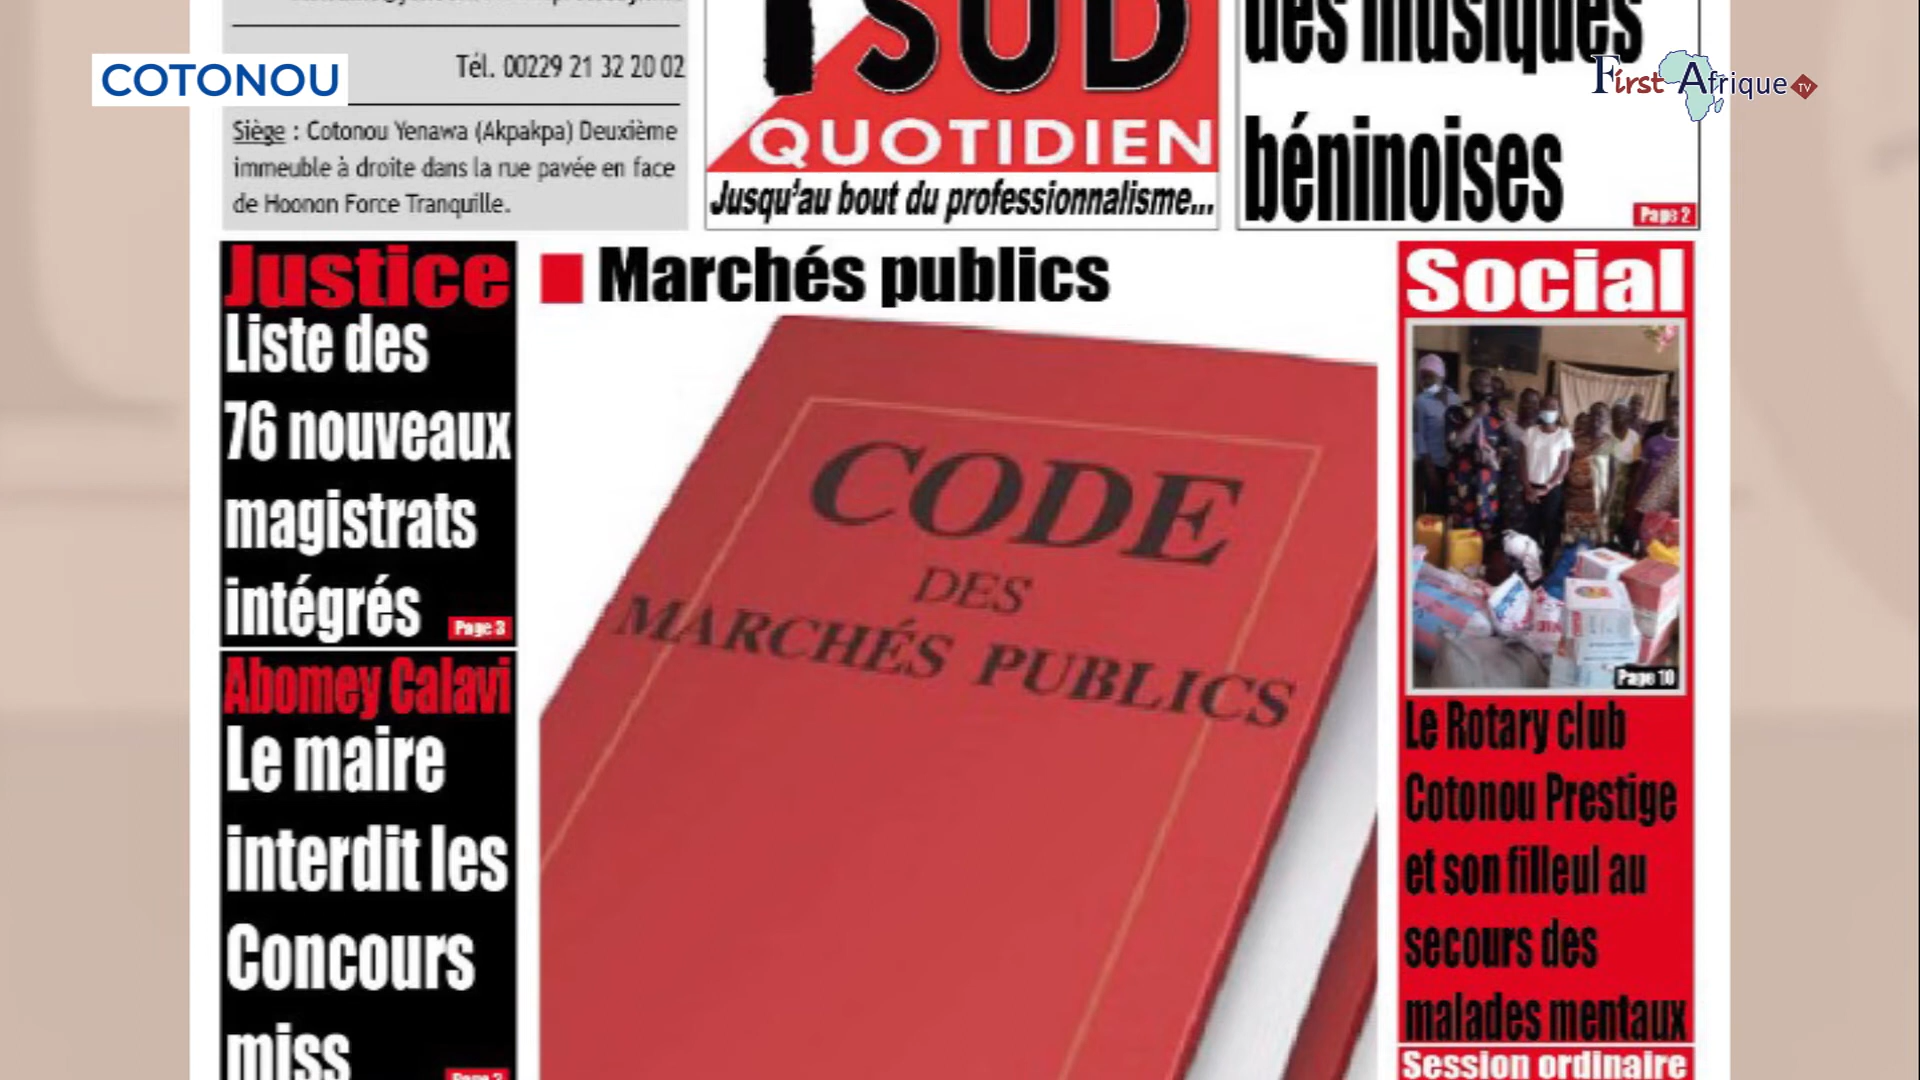 COTONOU
First Afrique TV
Tél. 00229 21 32 20 02
Siège : Cotonou Yenawa (Akpakpa) Deuxième
immeuble à droite dans la rue pavée en face
de Hoonon Force Tranquille.
SUD
QUOTIDIEN
Jusqu'au bout du professionnalisme...
des musiques
béninoises
Page 2
Justice
Liste des
76 nouveaux
magistrats
intégrés
Page 3
Abomey Calavi
Le maire
interdit les
Concours
miss
Marchés publics
CODE
DES
MARCHÉS PUBLICS
Social
Page 10
Le Rotary club
Cotonou Prestige
et son filleul au
secours des
malades mentaux
Session ordinaire